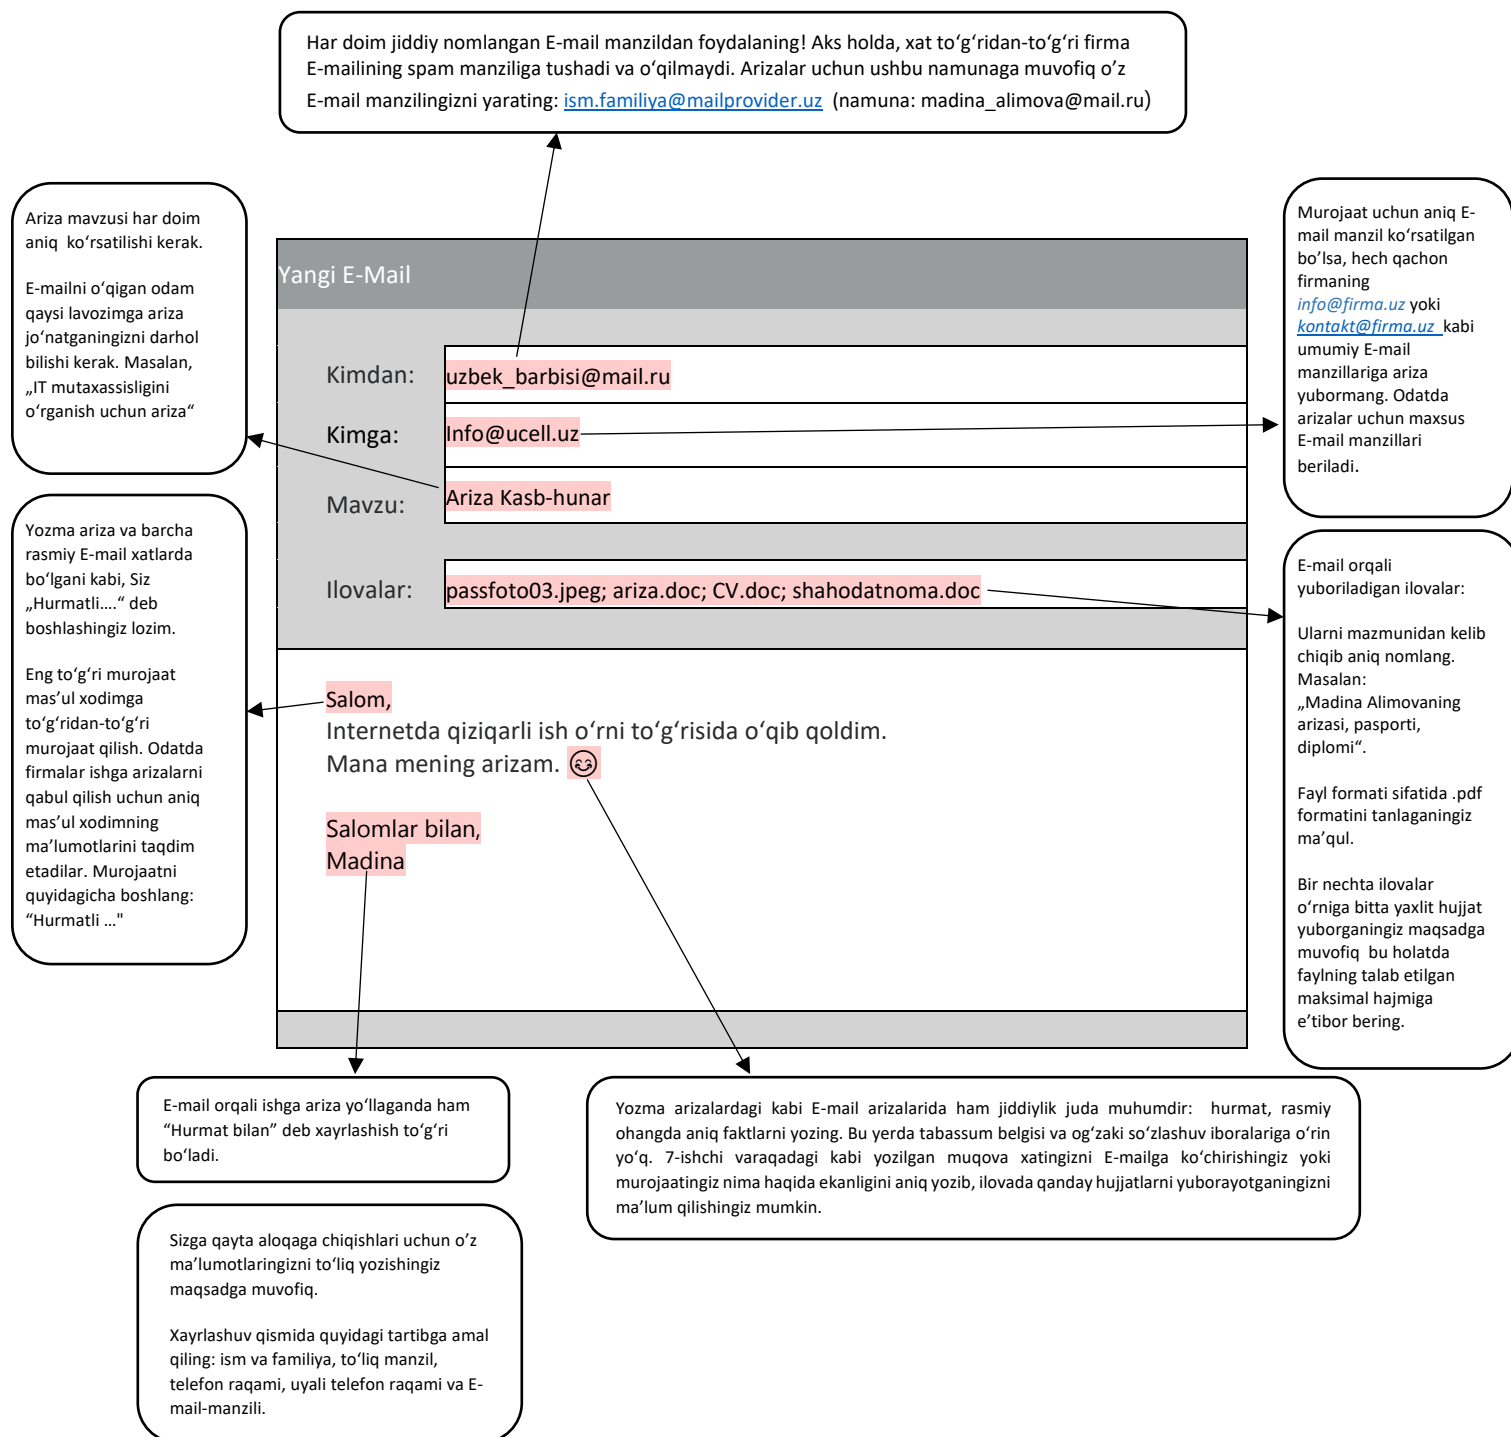 Har doim jiddiy nomlangan E-mail manzildan foydalaning! Aks holda, xat to‘g‘ridan-to‘g‘ri firma
E-mailining spam manziliga tushadi va o‘qilmaydi. Arizalar uchun ushbu namunaga muvofiq o’z
E-mail manzilingizni yarating: ism.familiya@mailprovider.uz (namuna: madina_alimova@mail.ru)
Ariza mavzusi har doim
aniq ko‘rsatilishi kerak.
E-mailni o‘qigan odam
qaysi lavozimga ariza
jo‘natganingizni darhol
bilishi kerak. Masalan,
„IT mutaxassisligini
o‘rganish uchun ariza“
Yozma ariza va barcha
rasmiy E-mail xatlarda
bo‘lgani kabi, Siz
„Hurmatli....“ deb
boshlashingiz lozim.
Eng to‘g‘ri murojaat
mas’ul xodimga
to‘g‘ridan-to‘g‘ri
murojaat qilish. Odatda
firmalar ishga arizalarni
qabul qilish uchun aniq
mas’ul xodimning
ma’lumotlarini taqdim
etadilar. Murojaatni
quyidagicha boshlang:
“Hurmatli ..."
Yangi E-Mail
Kimdan: uzbek_barbisi@mail.ru
Kimga: Info@ucell.uz
Mavzu: Ariza Kasb-hunar
Ilovalar: passfoto03.jpeg; ariza.doc; CV.doc; shahodatnoma.doc
Salom,
Internetda qiziqarli ish o‘rni to‘g‘risida o‘qib qoldim.
Mana mening arizam. 😊
Salomlar bilan,
Madina
Murojaat uchun aniq E-
mail manzil ko‘rsatilgan
bo’lsa, hech qachon
firmaning
info@firma.uz yoki
kontakt@firma.uz kabi
umumiy E-mail
manzillariga ariza
yubormang. Odatda
arizalar uchun maxsus
E-mail manzillari
beriladi.
E-mail orqali
yuboriladigan ilovalar:
Ularni mazmunidan kelib
chiqib aniq nomlang.
Masalan:
„Madina Alimovaning
arizasi, pasporti,
diplomi“.
Fayl formati sifatida .pdf
formatini tanlaganingiz
ma’qul.
Bir nechta ilovalar
o‘rniga bitta yaxlit hujjat
yuborganingiz maqsadga
muvofiq bu holatda
faylning talab etilgan
maksimal hajmiga
e’tibor bering.
E-mail orqali ishga ariza yo‘llaganda ham
“Hurmat bilan” deb xayrlashish to‘g‘ri
bo‘ladi.
Yozma arizalardagi kabi E-mail arizalarida ham jiddiylik juda muhumdir: hurmat, rasmiy
ohangda aniq faktlarni yozing. Bu yerda tabassum belgisi va og‘zaki so‘zlashuv iboralariga o‘rin
yo‘q. 7-ishchi varaqadagi kabi yozilgan muqova xatingizni E-mailga ko‘chirishingiz yoki
murojaatingiz nima haqida ekanligini aniq yozib, ilovada qanday hujjatlarni yuborayotganingizni
ma’lum qilishingiz mumkin.
Sizga qayta aloqaga chiqishlari uchun o’z
ma’lumotlaringizni to‘liq yozishingiz
maqsadga muvofiq.
Xayrlashuv qismida quyidagi tartibga amal
qiling: ism va familiya, to‘liq manzil,
telefon raqami, uyali telefon raqami va E-
mail-manzili.